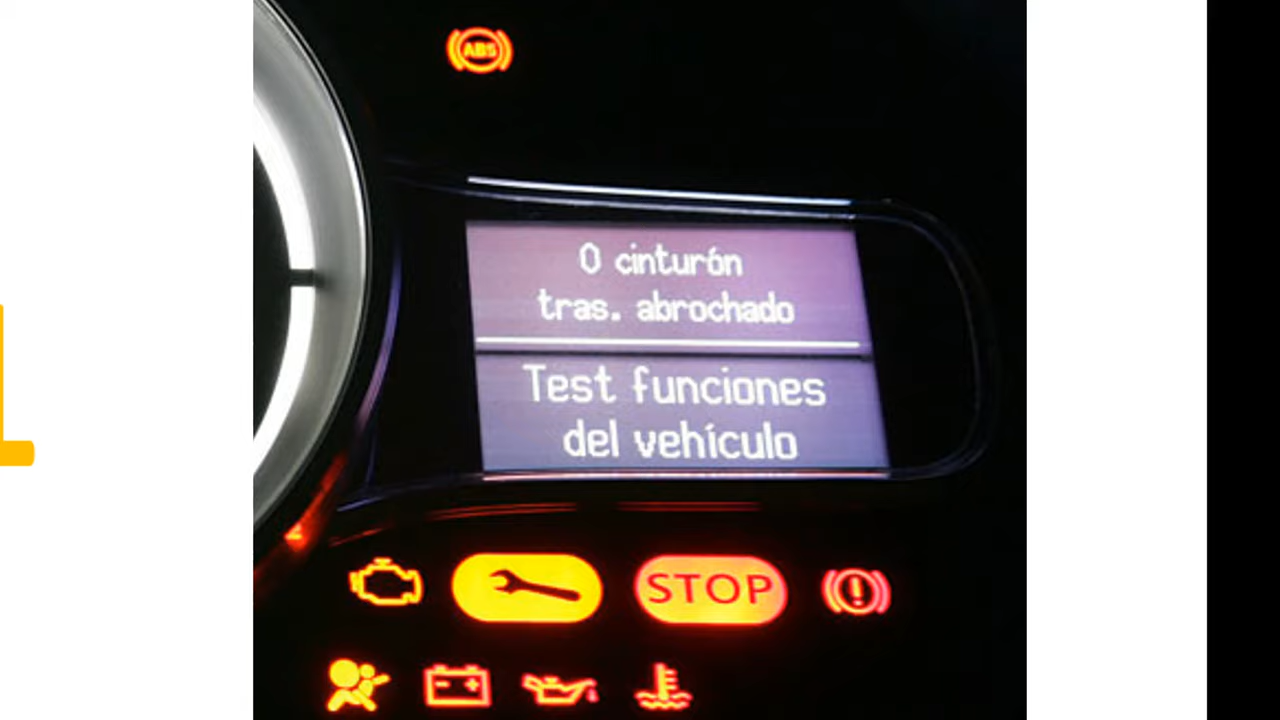 ABS
0 cinturón
tras. abrochado
Test funciones
del vehículo
STOP